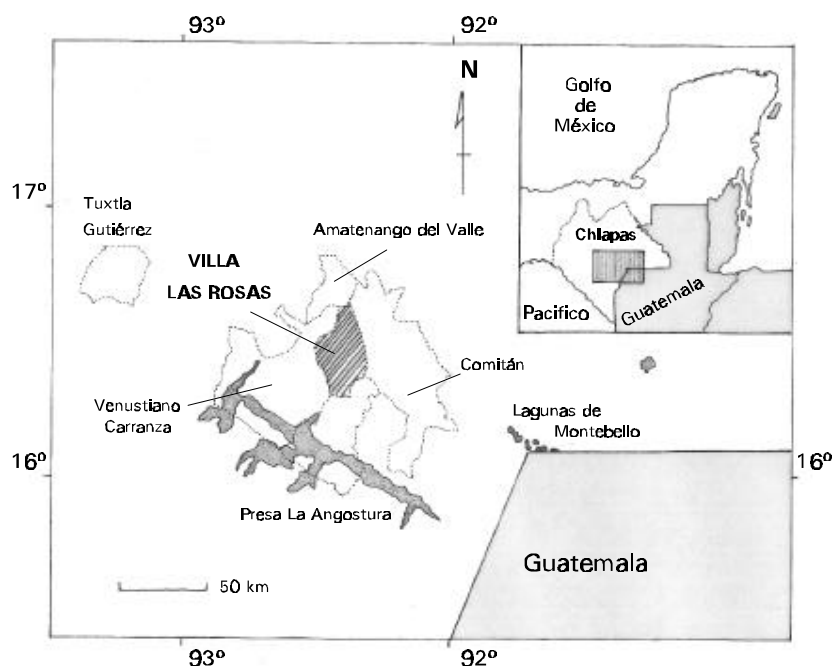 93º
92º
N
Golfo
de
México
17º
Tuxtla
Gutiérrez
Amatenango del Valle
VILLA
LAS ROSAS
Chiapas
Guatemala
Pacifico
Comitán
Venustiano
Carranza
Lagunas de
Montebello
16º
16º
Presa La Angostura
Guatemala
50 km
93º
92º